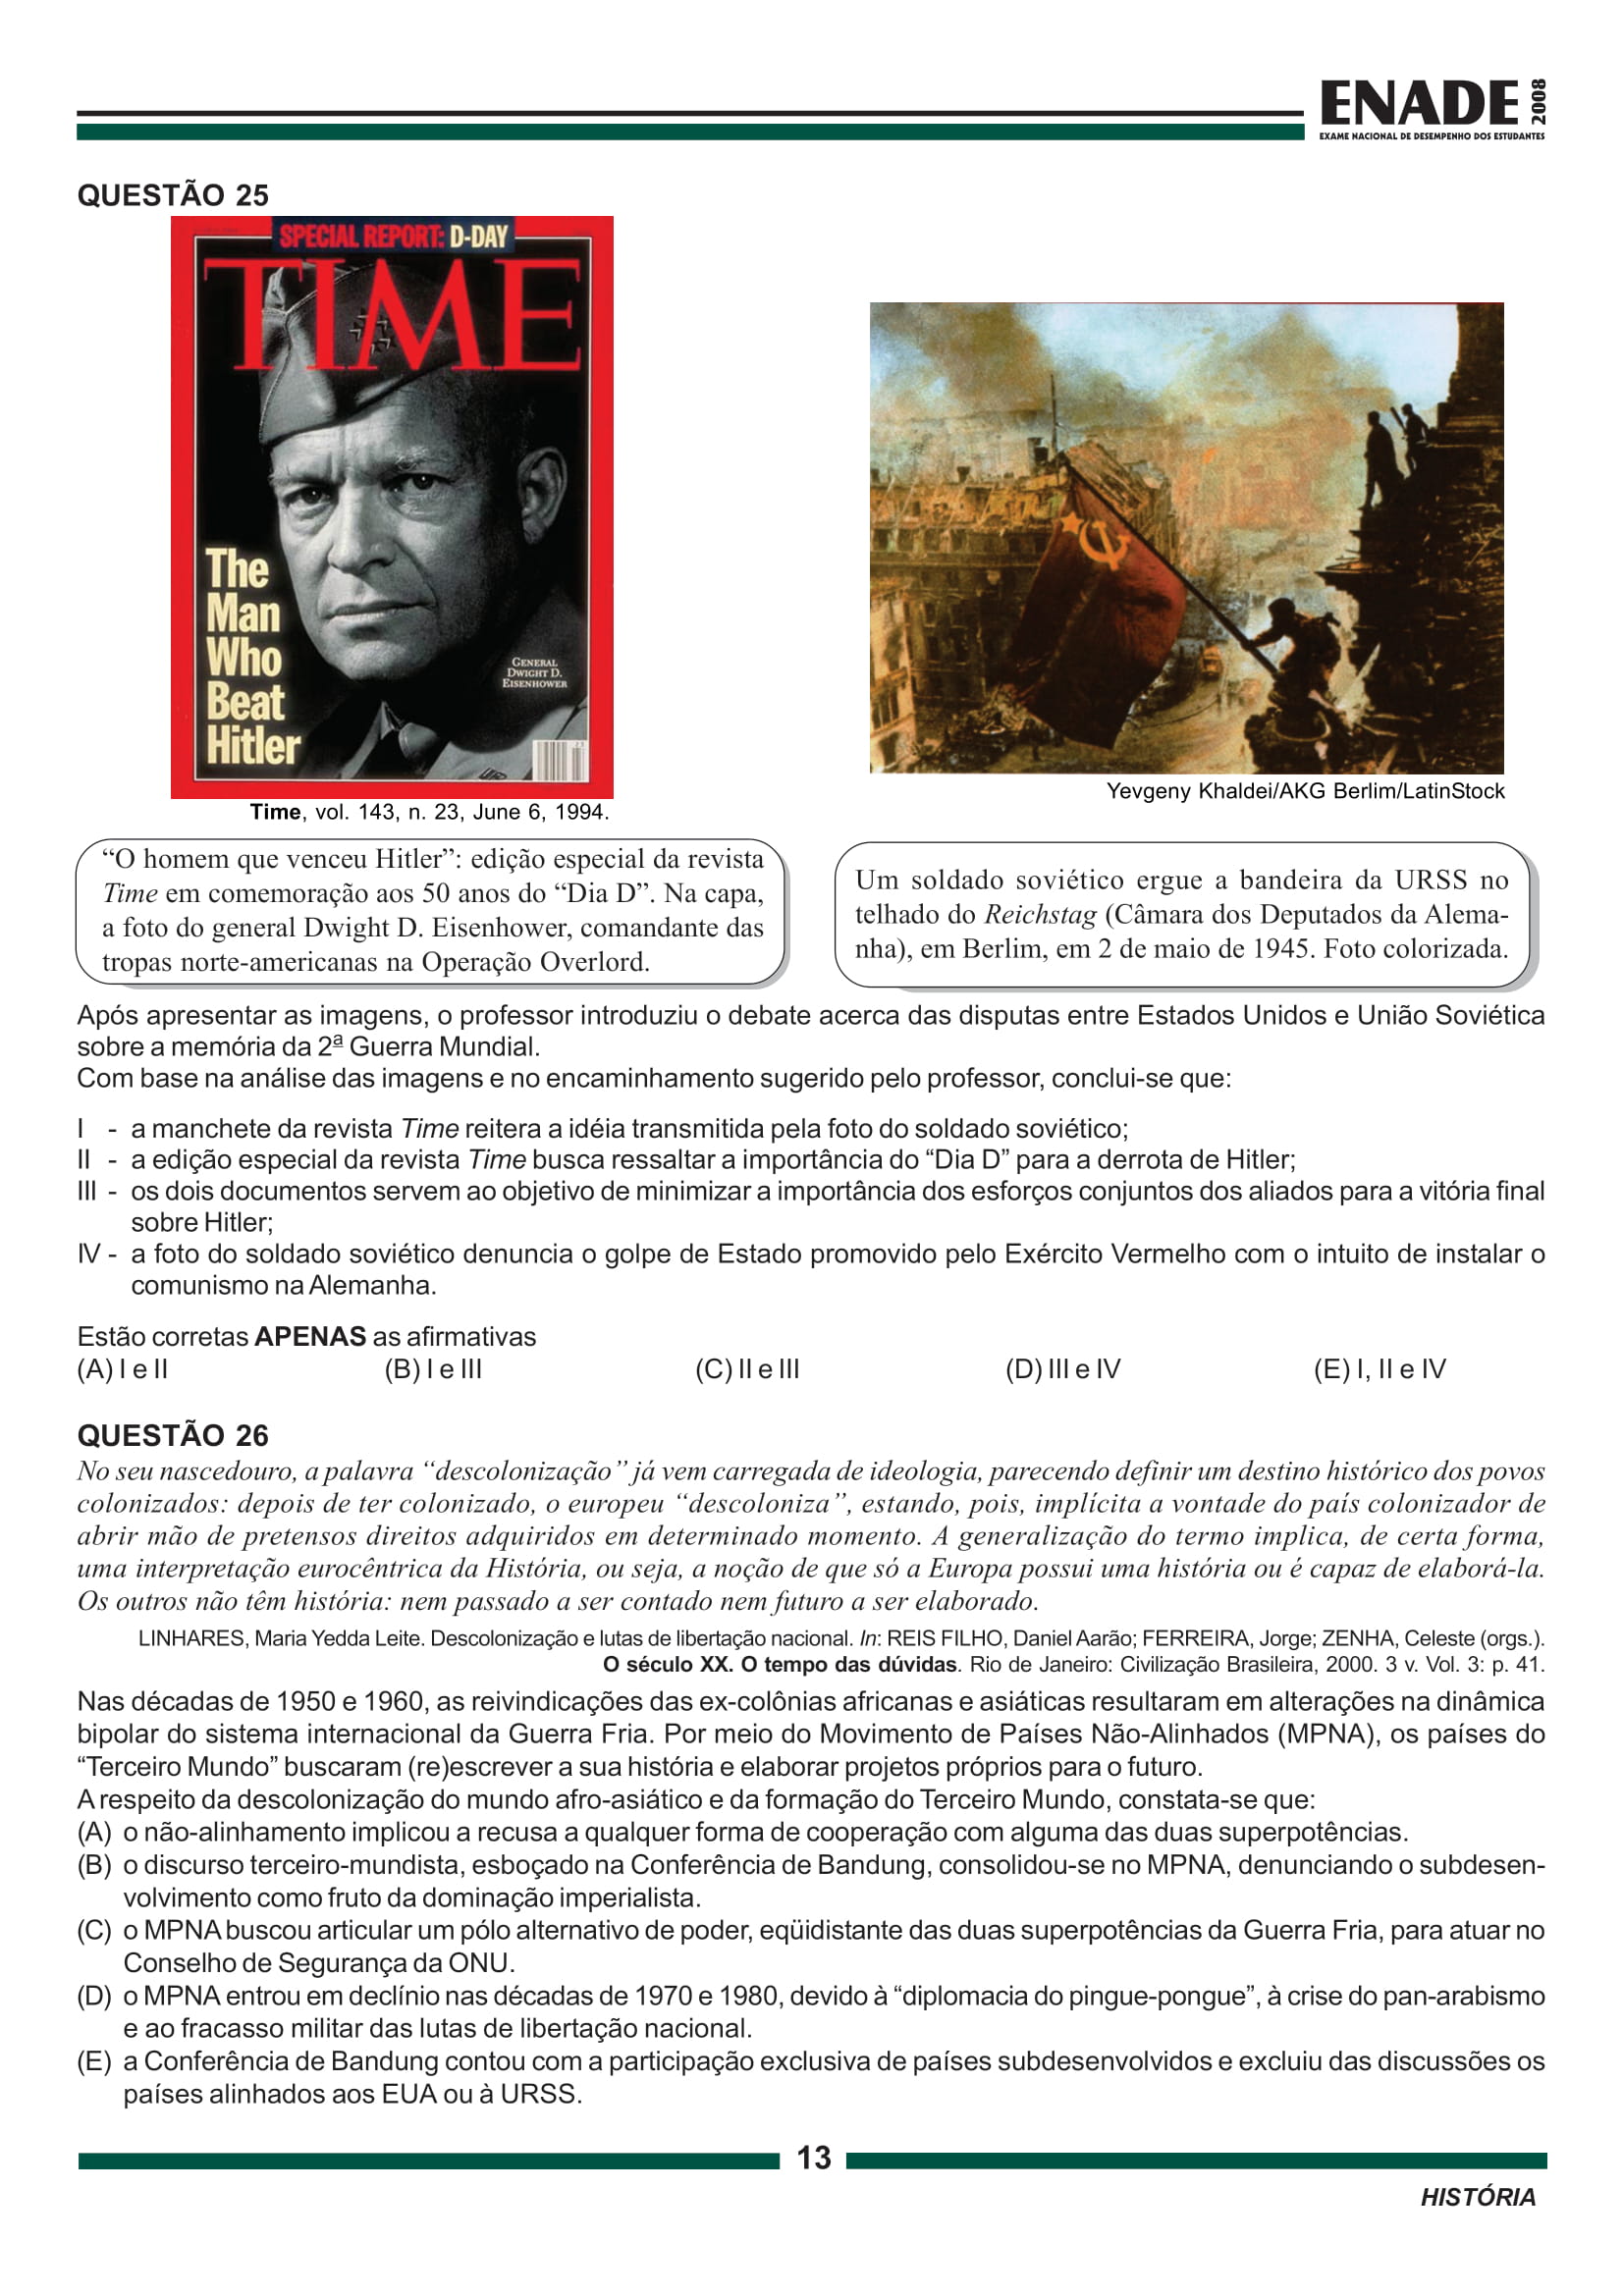 ENADE 2008
EXAME NACIONAL DE DESEMPENHO DOS ESTUDANTES
QUESTÃO 25
SPECIAL REPORT: D-DAY
TIME
The
Man
Who
Beat
Hitler
GENERAL
DWIGHT D.
EISENHOWER
Time, vol. 143, n. 23, June 6, 1994.
Yevgeny Khaldei/AKG Berlim/LatinStock
“O homem que venceu Hitler”: edição especial da revista
Time em comemoração aos 50 anos do “Dia D”. Na capa,
a foto do general Dwight D. Eisenhower, comandante das
tropas norte-americanas na Operação Overlord.
Um soldado soviético ergue a bandeira da URSS no
telhado do Reichstag (Câmara dos Deputados da Alema-
nha), em Berlim, em 2 de maio de 1945. Foto colorizada.
Após apresentar as imagens, o professor introduziu o debate acerca das disputas entre Estados Unidos e União Soviética
sobre a memória da 2ª Guerra Mundial.
Com base na análise das imagens e no encaminhamento sugerido pelo professor, conclui-se que:
I - a manchete da revista Time reitera a idéia transmitida pela foto do soldado soviético;
II - a edição especial da revista Time busca ressaltar a importância do “Dia D” para a derrota de Hitler;
III - os dois documentos servem ao objetivo de minimizar a importância dos esforços conjuntos dos aliados para a vitória final
sobre Hitler;
IV - a foto do soldado soviético denuncia o golpe de Estado promovido pelo Exército Vermelho com o intuito de instalar o
comunismo na Alemanha.
Estão corretas APENAS as afirmativas
(A) I e II (B) I e III (C) II e III (D) III e IV (E) I, II e IV
QUESTÃO 26
No seu nascedouro, a palavra “descolonização” já vem carregada de ideologia, parecendo definir um destino histórico dos povos
colonizados: depois de ter colonizado, o europeu “descoloniza”, estando, pois, implícita a vontade do país colonizador de
abrir mão de pretensos direitos adquiridos em determinado momento. A generalização do termo implica, de certa forma,
uma interpretação eurocêntrica da História, ou seja, a noção de que só a Europa possui uma história ou é capaz de elaborá-la.
Os outros não têm história: nem passado a ser contado nem futuro a ser elaborado.
LINHARES, Maria Yedda Leite. Descolonização e lutas de libertação nacional. In: REIS FILHO, Daniel Aarão; FERREIRA, Jorge; ZENHA, Celeste (orgs.).
O século XX. O tempo das dúvidas. Rio de Janeiro: Civilização Brasileira, 2000. 3 v. Vol. 3: p. 41.
Nas décadas de 1950 e 1960, as reivindicações das ex-colônias africanas e asiáticas resultaram em alterações na dinâmica
bipolar do sistema internacional da Guerra Fria. Por meio do Movimento de Países Não-Alinhados (MPNA), os países do
“Terceiro Mundo” buscaram (re)escrever a sua história e elaborar projetos próprios para o futuro.
A respeito da descolonização do mundo afro-asiático e da formação do Terceiro Mundo, constata-se que:
(A) o não-alinhamento implicou a recusa a qualquer forma de cooperação com alguma das duas superpotências.
(B) o discurso terceiro-mundista, esboçado na Conferência de Bandung, consolidou-se no MPNA, denunciando o subdesen-
volvimento como fruto da dominação imperialista.
(C) o MPNA buscou articular um pólo alternativo de poder, eqüidistante das duas superpotências da Guerra Fria, para atuar no
Conselho de Segurança da ONU.
(D) o MPNA entrou em declínio nas décadas de 1970 e 1980, devido à “diplomacia do pingue-pongue”, à crise do pan-arabismo
e ao fracasso militar das lutas de libertação nacional.
(E) a Conferência de Bandung contou com a participação exclusiva de países subdesenvolvidos e excluiu das discussões os
países alinhados aos EUA ou à URSS.
13
HISTÓRIA